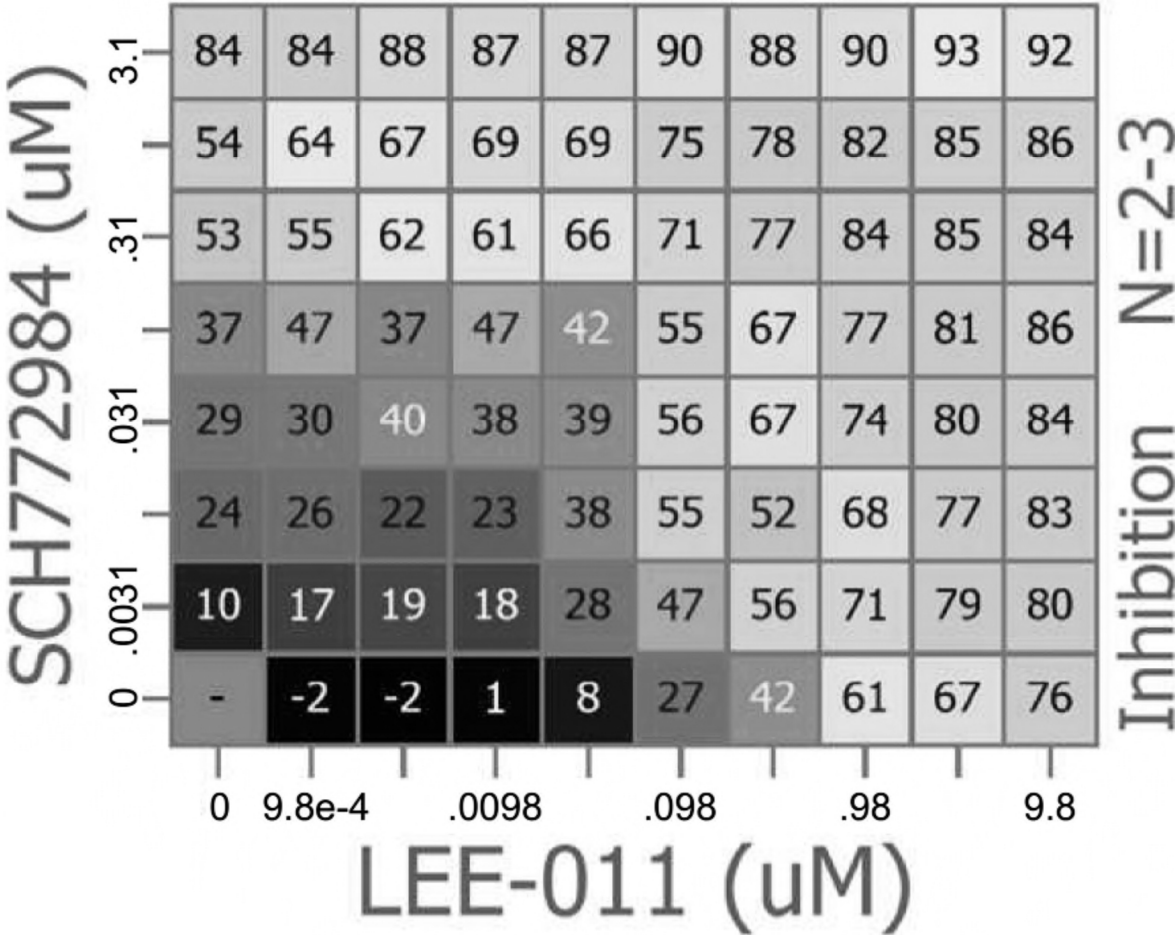 SCH772984 (uM)
3.1 84 84 88 87 87 90 88 90 93 92
54 64 67 69 69 75 78 82 85 86
.31 53 55 62 61 66 71 77 84 85 84
37 47 37 47 42 55 67 77 81 86
.031 29 30 40 38 39 56 67 74 80 84
24 26 22 23 38 55 52 68 77 83
.0031 10 17 19 18 28 47 56 71 79 80
0 - -2 -2 1 8 27 42 61 67 76
0 9.8e-4 .0098 .098 .98 9.8
LEE-011 (uM)
Inhibition N=2-3